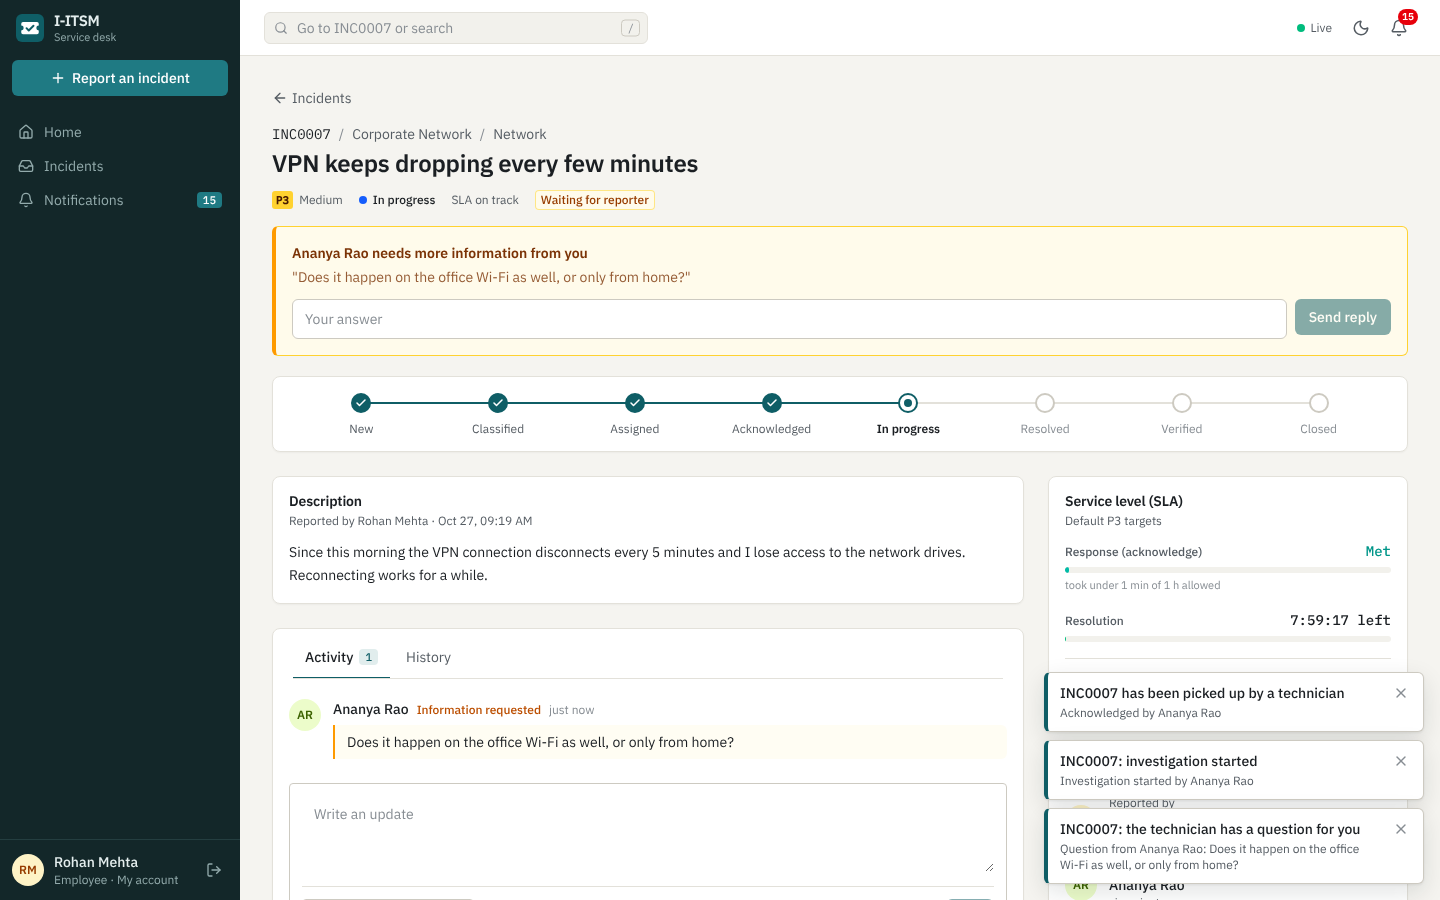 I-ITSM
Service desk
Report an incident
Home
Incidents
Notifications
15
Rohan Mehta
Employee · My account
RM
Go to INC0007 or search
/
Live
15
Incidents
INC0007 / Corporate Network / Network
VPN keeps dropping every few minutes
P3 Medium In progress SLA on track Waiting for reporter
Ananya Rao needs more information from you
"Does it happen on the office Wi-Fi as well, or only from home?"
Your answer
Send reply
New Classified Assigned Acknowledged In progress Resolved Verified Closed
Description
Reported by Rohan Mehta · Oct 27, 09:19 AM
Since this morning the VPN connection disconnects every 5 minutes and I lose access to the network drives.
Reconnecting works for a while.
Activity 1 History
AR
Ananya Rao Information requested just now
Does it happen on the office Wi-Fi as well, or only from home?
Write an update
Service level (SLA)
Default P3 targets
Response (acknowledge) Met
took under 1 min of 1 h allowed
Resolution 7:59:17 left
INC0007 has been picked up by a technician
Acknowledged by Ananya Rao
INC0007: investigation started
Investigation started by Ananya Rao
Reported by
INC0007: the technician has a question for you
Question from Ananya Rao: Does it happen on the office
Wi-Fi as well, or only from home?
AR
Ananya Rao